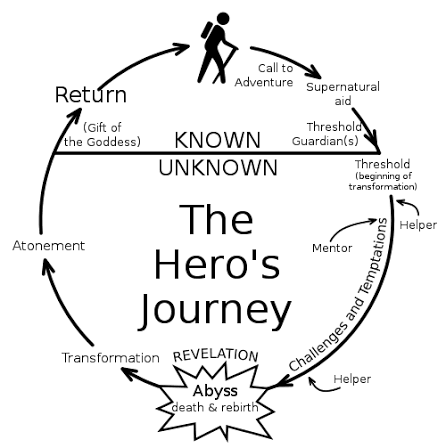 Call to
Adventure
Supernatural
aid
Return
(Gift of
the Goddess)
KNOWN
Threshold
Guardian(s)
UNKNOWN
Threshold
(beginning of
transformation)
Helper
Mentor
Challenges and Temptations
The
Hero's
Journey
Atonement
Transformation
REVELATION
Abyss
death & rebirth
Helper